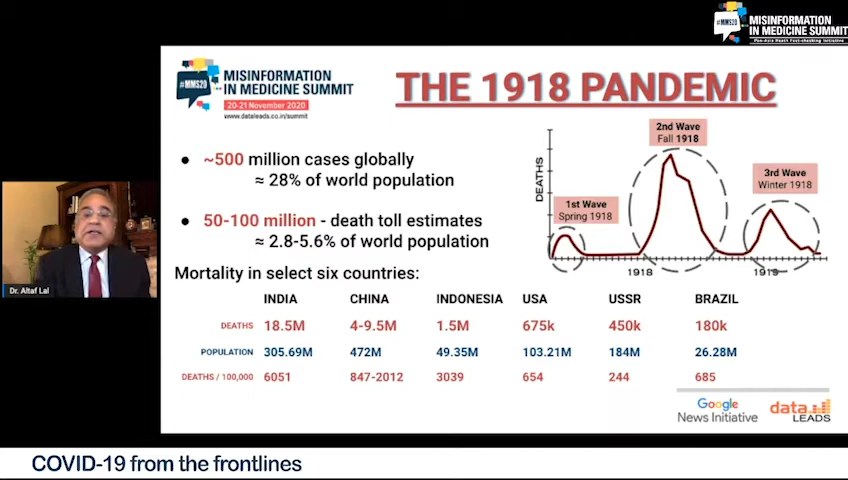 #MMS20
MISINFORMATION
IN MEDICINE SUMMIT
Pan-Asia Heath Fact-checking Initiative
#MMS20
MISINFORMATION
IN MEDICINE SUMMIT
20-21 November 2020
www.dataleads.co.in/summit
THE 1918 PANDEMIC
● ~500 million cases globally
≈ 28% of world population
● 50-100 million - death toll estimates
≈ 2.8-5.6% of world population
DEATHS
1st Wave
Spring 1918
2nd Wave
Fall 1918
3rd Wave
Winter 1918
1918 1919
Mortality in select six countries:
INDIA CHINA INDONESIA USA USSR BRAZIL
DEATHS 18.5M 4-9.5M 1.5M 675k 450k 180k
POPULATION 305.69M 472M 49.35M 103.21M 184M 26.28M
DEATHS / 100,000 6051 847-2012 3039 654 244 685
Google
News Initiative
data
LEADS
Dr. Altaf Lal
COVID-19 from the frontlines